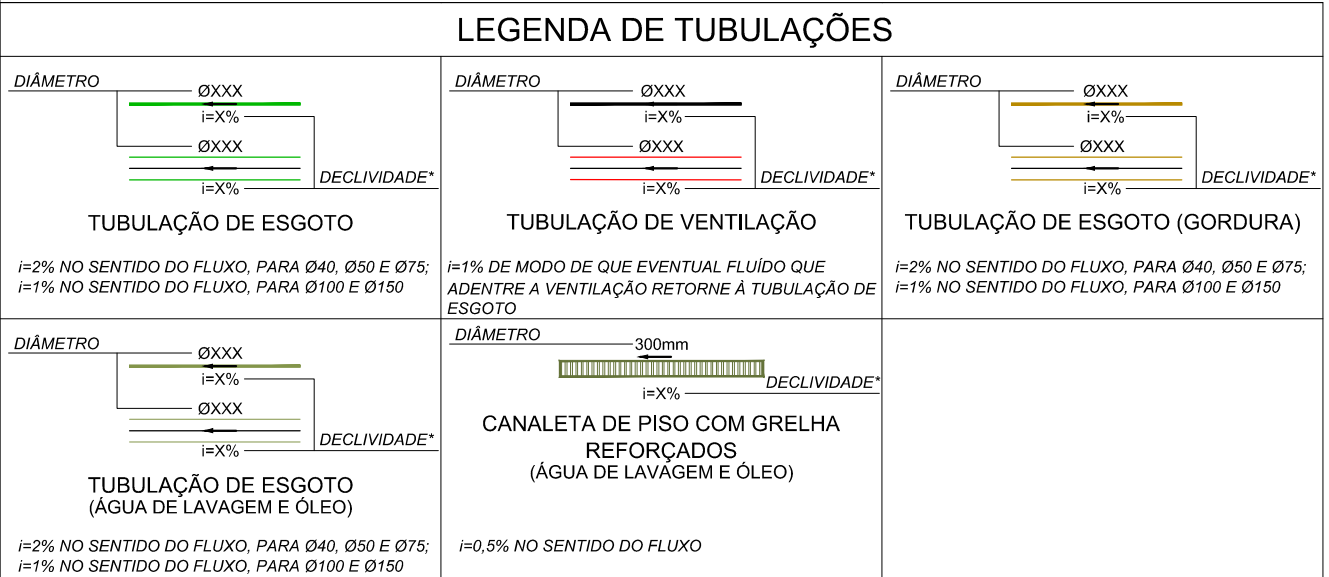 LEGENDA DE TUBULAÇÕES
DIÂMETRO
ØXXX
i=X%
ØXXX
DECLIVIDADE*
i=X%
TUBULAÇÃO DE ESGOTO
i=2% NO SENTIDO DO FLUXO, PARA Ø40, Ø50 E Ø75;
i=1% NO SENTIDO DO FLUXO, PARA Ø100 E Ø150
DIÂMETRO
ØXXX
i=X%
ØXXX
DECLIVIDADE*
i=X%
TUBULAÇÃO DE VENTILAÇÃO
i=1% DE MODO DE QUE EVENTUAL FLUÍDO QUE
ADENTRE A VENTILAÇÃO RETORNE À TUBULAÇÃO DE
ESGOTO
DIÂMETRO
ØXXX
i=X%
ØXXX
DECLIVIDADE*
i=X%
TUBULAÇÃO DE ESGOTO (GORDURA)
i=2% NO SENTIDO DO FLUXO, PARA Ø40, Ø50 E Ø75;
i=1% NO SENTIDO DO FLUXO, PARA Ø100 E Ø150
DIÂMETRO
ØXXX
i=X%
ØXXX
DECLIVIDADE*
i=X%
TUBULAÇÃO DE ESGOTO
(ÁGUA DE LAVAGEM E ÓLEO)
i=2% NO SENTIDO DO FLUXO, PARA Ø40, Ø50 E Ø75;
i=1% NO SENTIDO DO FLUXO, PARA Ø100 E Ø150
DIÂMETRO
300mm
DECLIVIDADE*
i=X%
CANALETA DE PISO COM GRELHA
REFORÇADOS
(ÁGUA DE LAVAGEM E ÓLEO)
i=0,5% NO SENTIDO DO FLUXO